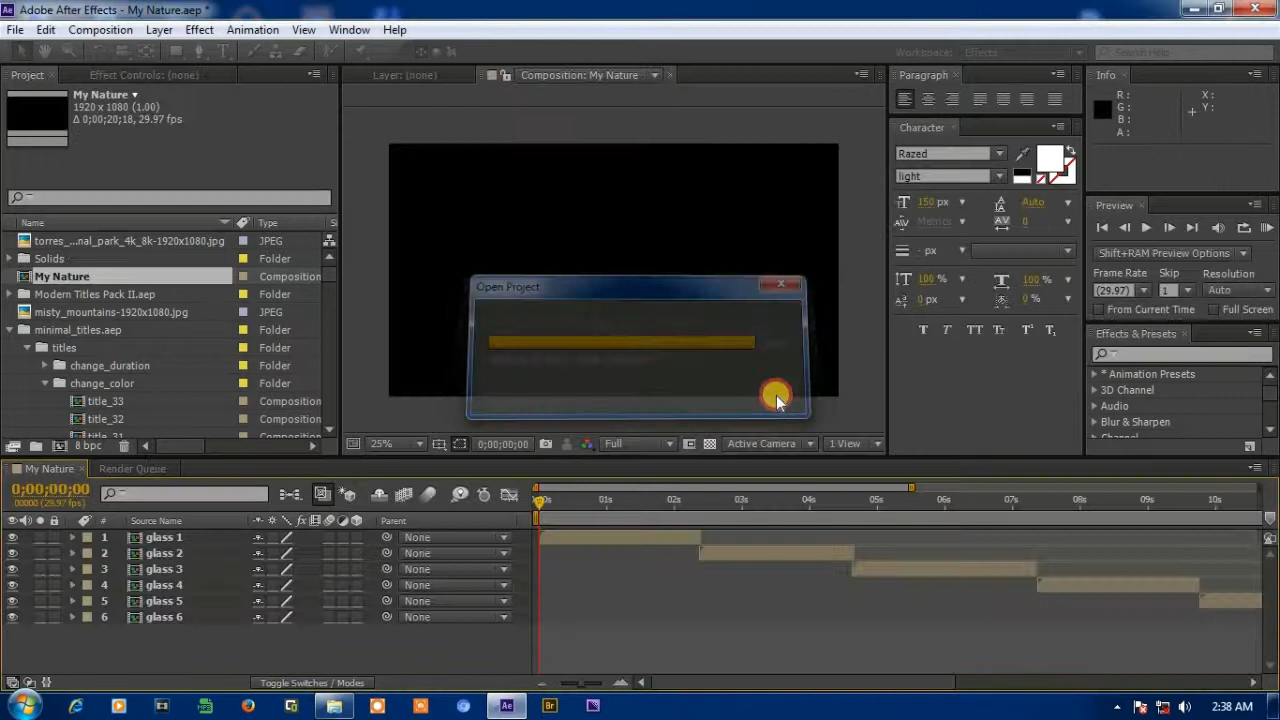 Adobe After Effects - My Nature.aep *
File Edit Composition Layer Effect Animation View Window Help
Workspace: Effects Search Help
Project Effect Controls: (none) Layer: (none) Composition: My Nature Paragraph Info
My Nature
1920 x 1080 (1.00)
Δ 0;00;20;18, 29.97 fps
R :
G :
B :
A :
X :
Y :
Character
Razed
light
150 px Auto
Metrics 0
- px
100 % 100 %
0 px 0 %
T T TT Tт T¹ T₁
Preview
Shift+RAM Preview Options
Frame Rate Skip Resolution
(29.97) 1 Auto
From Current Time Full Screen
Effects & Presets
* Animation Presets
3D Channel
Audio
Blur & Sharpen
Channel
Name Type S
torres_...nal_park_4k_8k-1920x1080.jpg JPEG
Solids Folder
My Nature Composition
Modern Titles Pack II.aep Folder
misty_mountains-1920x1080.jpg JPEG
minimal_titles.aep Folder
titles Folder
change_duration Folder
change_color Folder
title_33 Composition
title_32 Composition
title_31 Composition
8 bpc
Open Project
25% 0;00;00;00 Full Active Camera 1 View
My Nature Render Queue
0;00;00;00
00000 (29.97 fps)
0s 01s 02s 03s 04s 05s 06s 07s 08s 09s 10s
# Source Name fx Parent
1 glass 1 None
2 glass 2 None
3 glass 3 None
4 glass 4 None
5 glass 5 None
6 glass 6 None
Toggle Switches / Modes
Ae Br
2:38 AM